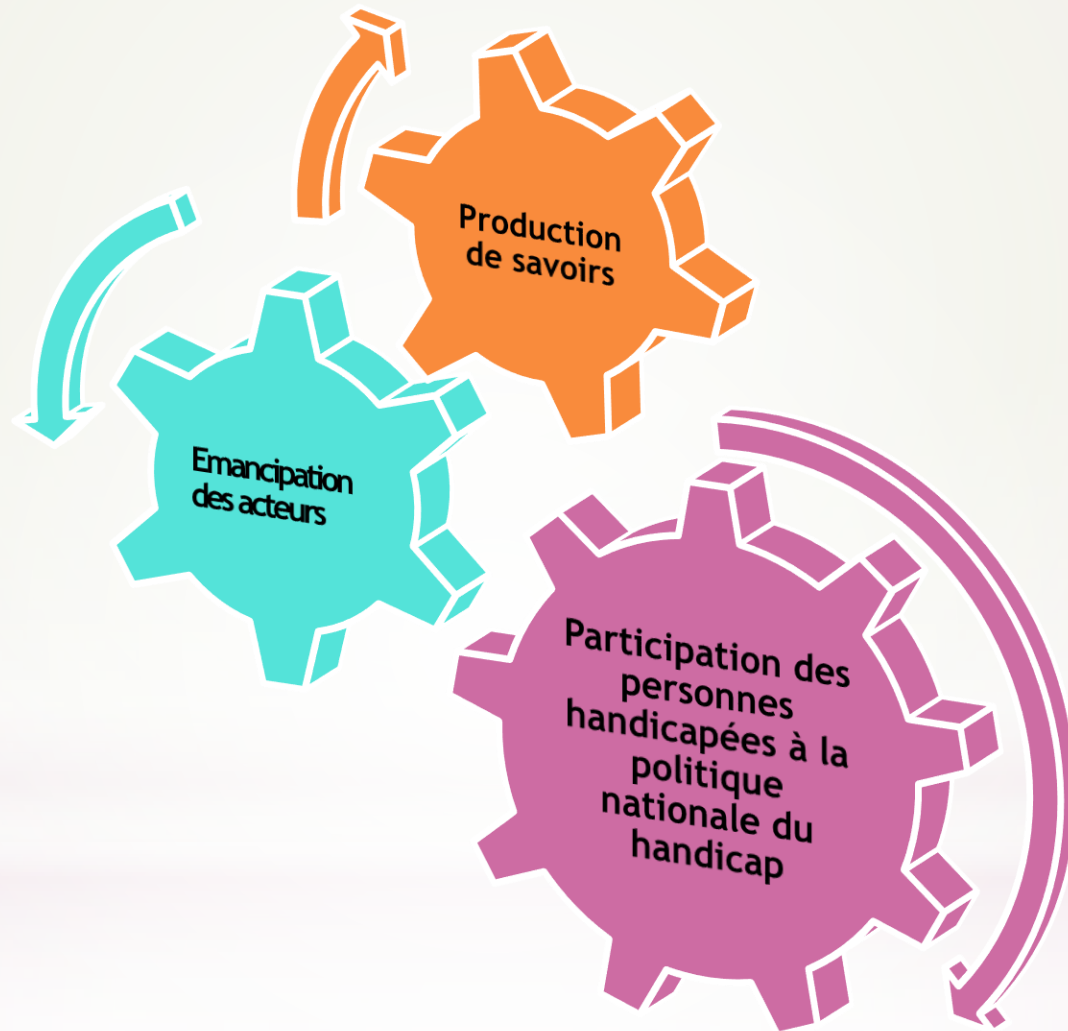 Production
de savoirs
Emancipation
des acteurs
Participation des
personnes
handicapées à la
politique
nationale du
handicap